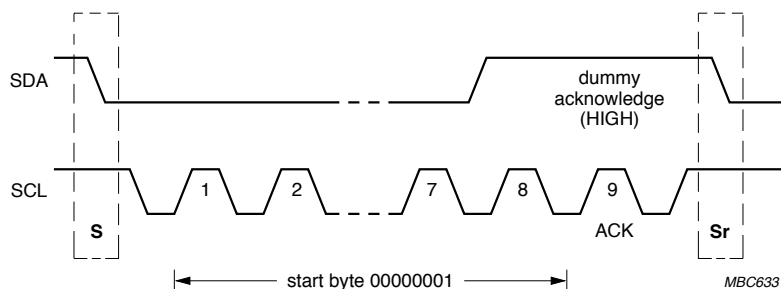 SDA
dummy
acknowledge
(HIGH)
SCL
1
2
7
8
9
S
ACK
Sr
start byte 00000001
MBC633